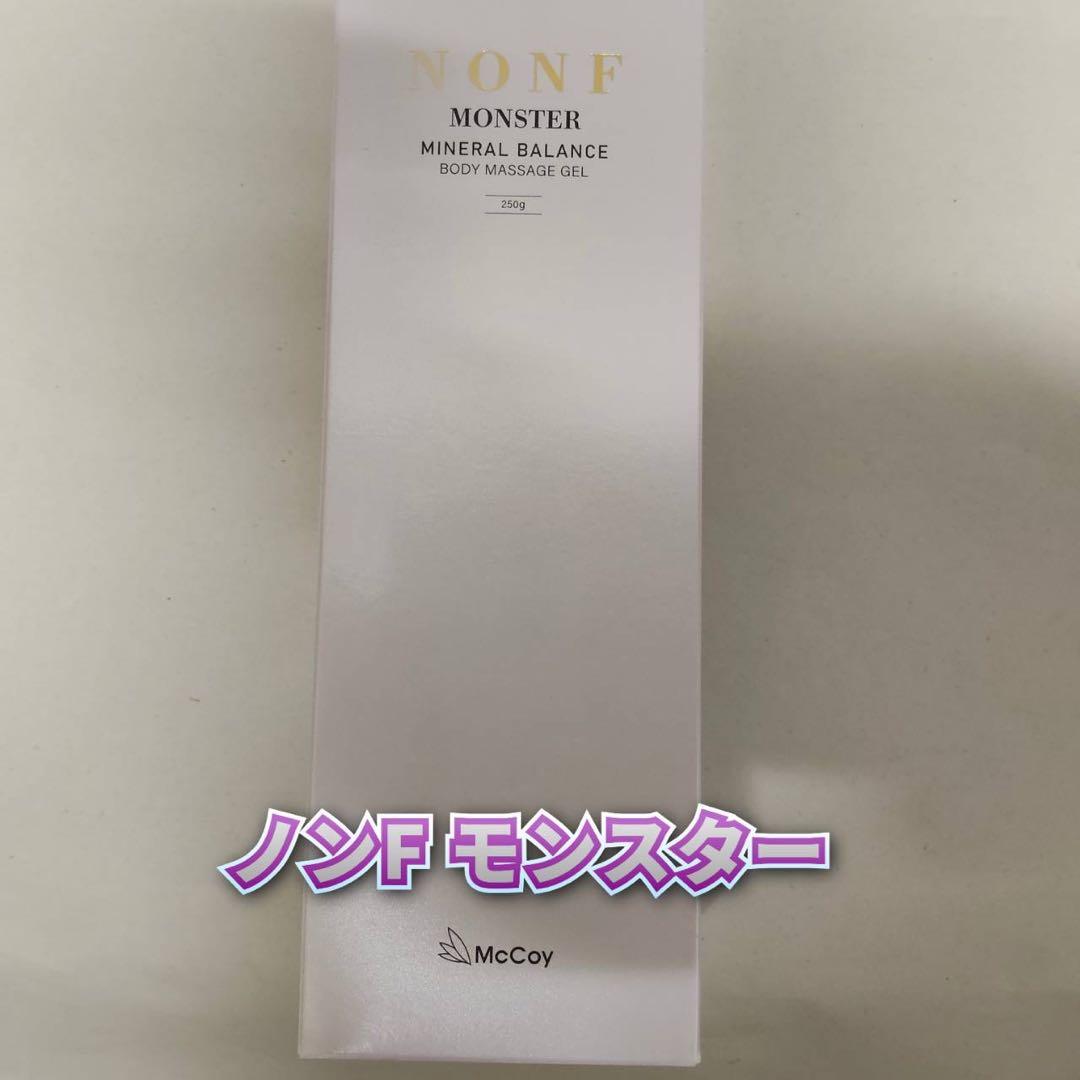 NONF
MONSTER
MINERAL BALANCE
BODY MASSAGE GEL
250g
ノンF モンスター
McCoy